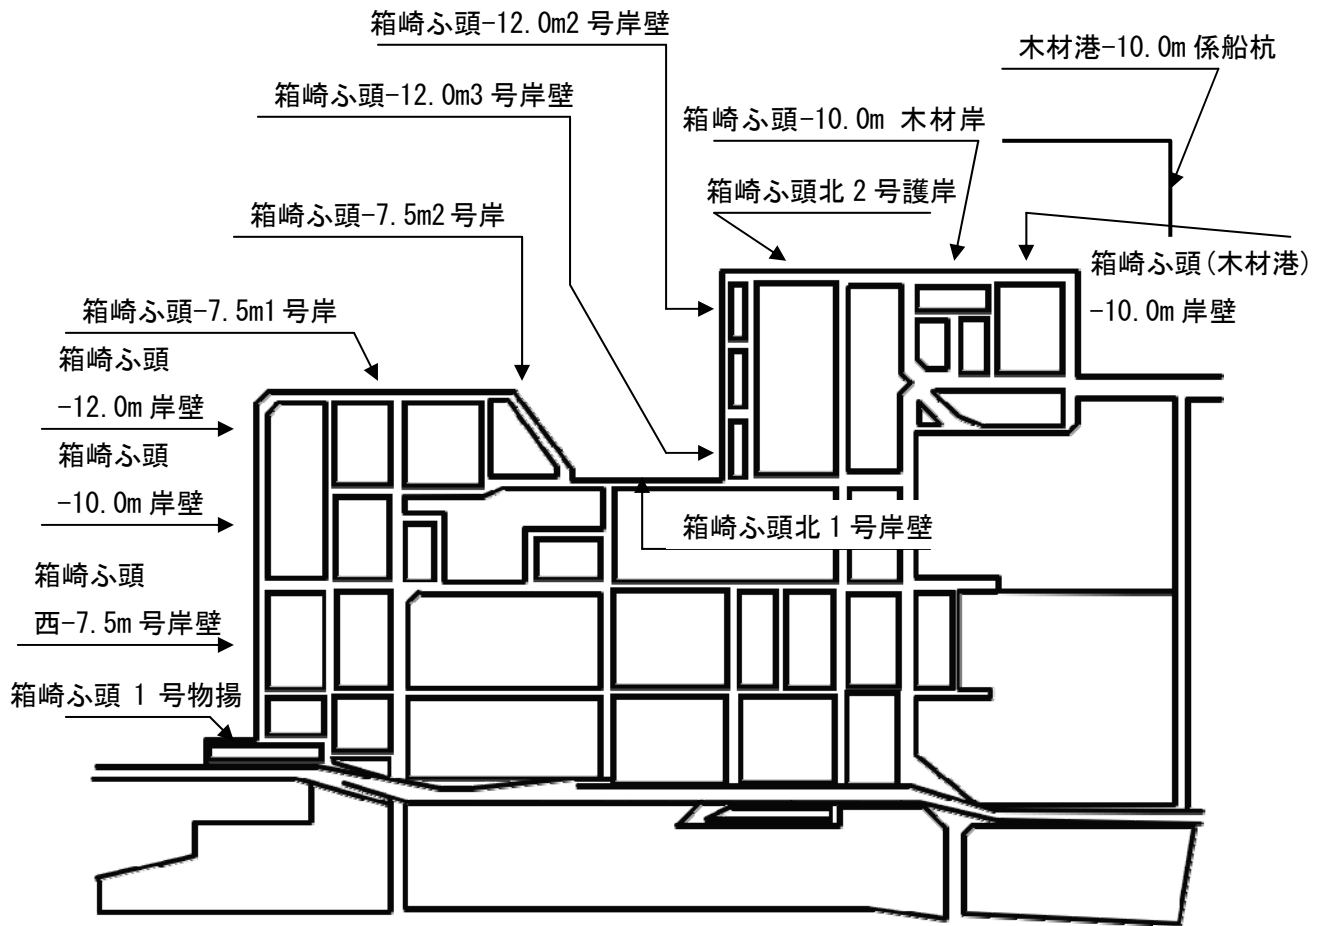 箱崎ふ頭-12.0m2 号岸壁
木材港-10.0m 係船杭
箱崎ふ頭-12.0m3 号岸壁
箱崎ふ頭-10.0m 木材岸
箱崎ふ頭北 2 号護岸
箱崎ふ頭-7.5m2 号岸
箱崎ふ頭(木材港)
-10.0m 岸壁
箱崎ふ頭-7.5m1 号岸
箱崎ふ頭
-12.0m 岸壁
箱崎ふ頭
-10.0m 岸壁
箱崎ふ頭北 1 号岸壁
箱崎ふ頭
西-7.5m 号岸壁
箱崎ふ頭 1 号物揚